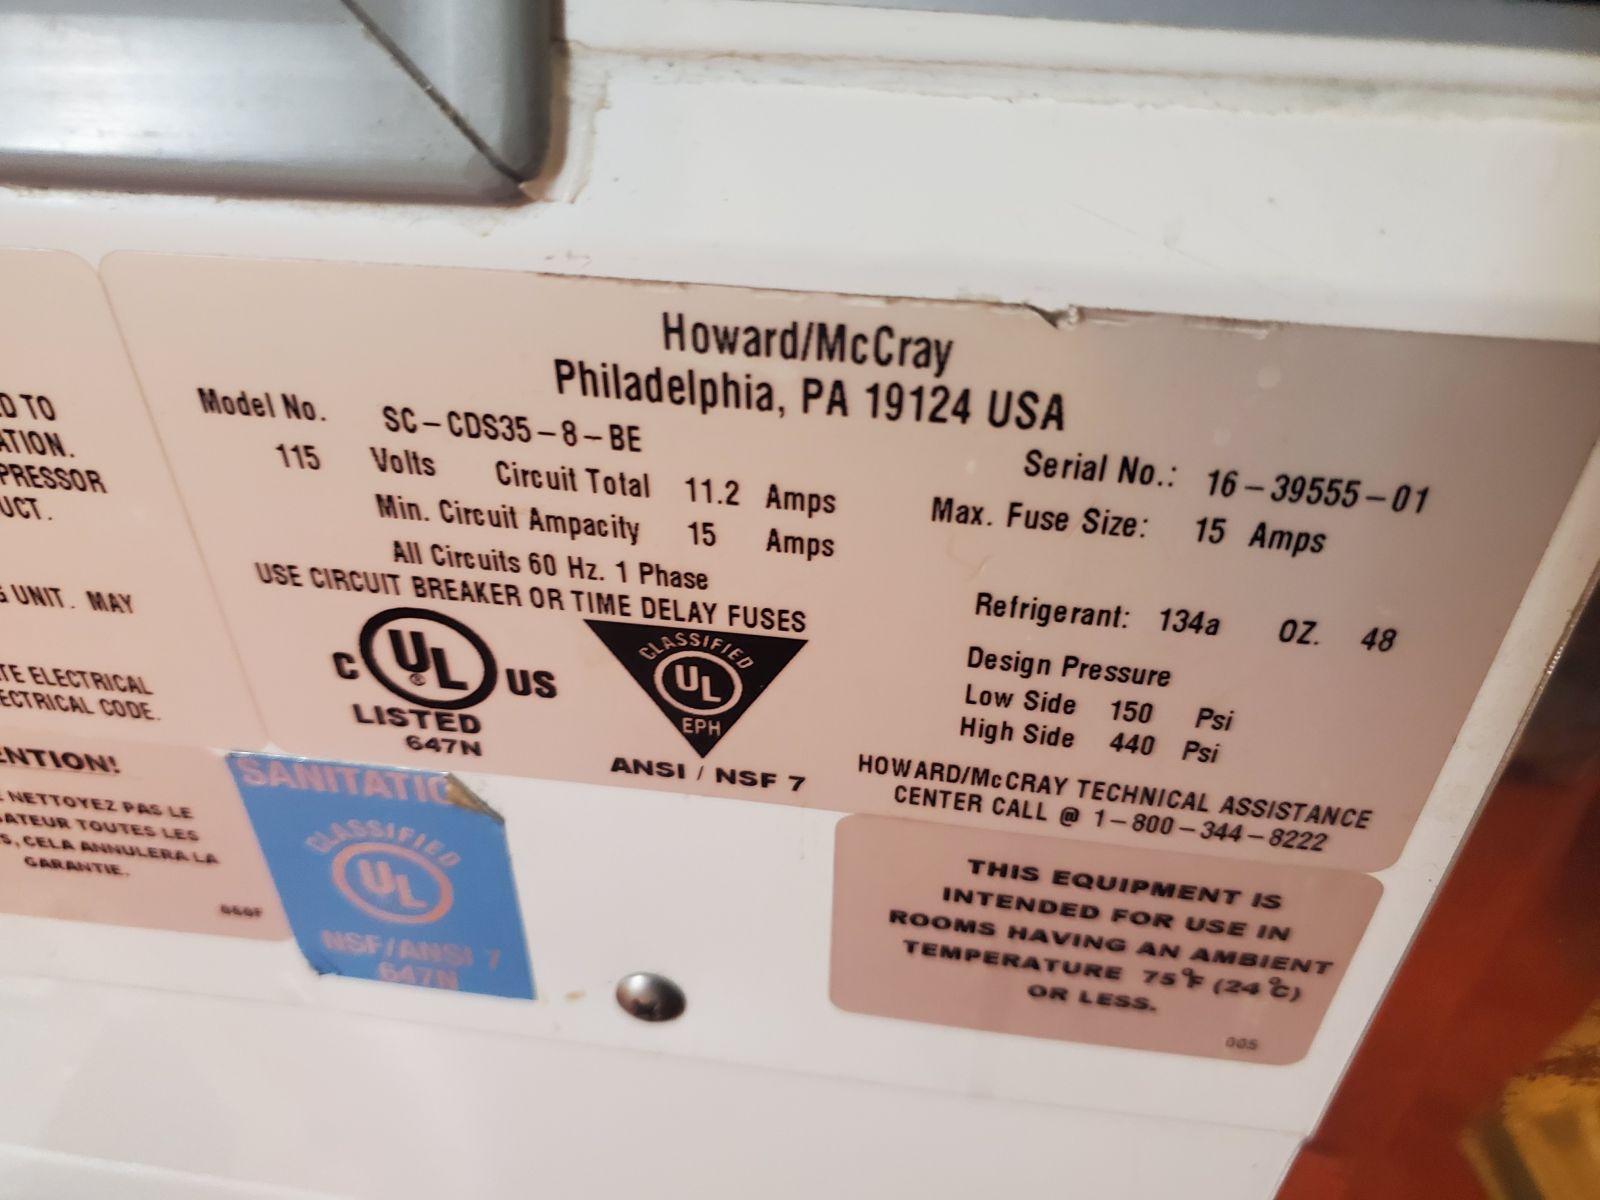 D TO
ATION.
PRESSOR
UCT.
G UNIT. MAY
TE ELECTRICAL
ECTRICAL CODE.
ENTION!
E NETTOYEZ PAS LE
SATEUR TOUTES LES
S, CELA ANNULERA LA
GARANTIE.
Howard/McCray
Philadelphia, PA 19124 USA
Model No. SC-CDS35-8-BE
Serial No.: 16-39555-01
115 Volts Circuit Total 11.2 Amps
Max. Fuse Size: 15 Amps
Min. Circuit Ampacity 15 Amps
All Circuits 60 Hz. 1 Phase
USE CIRCUIT BREAKER OR TIME DELAY FUSES
Refrigerant: 134a OZ. 48
Design Pressure
Low Side 150 Psi
High Side 440 Psi
C UL ® US
LISTED
647N
CLASSIFIED
UL
EPH
ANSI / NSF 7
HOWARD/McCRAY TECHNICAL ASSISTANCE
CENTER CALL @ 1-800-344-8222
SANITATIO
CLASSIFIED
UL
NSF/ANSI 7
647N
THIS EQUIPMENT IS
INTENDED FOR USE IN
ROOMS HAVING AN AMBIENT
TEMPERATURE 75°F (24°C)
OR LESS.
005